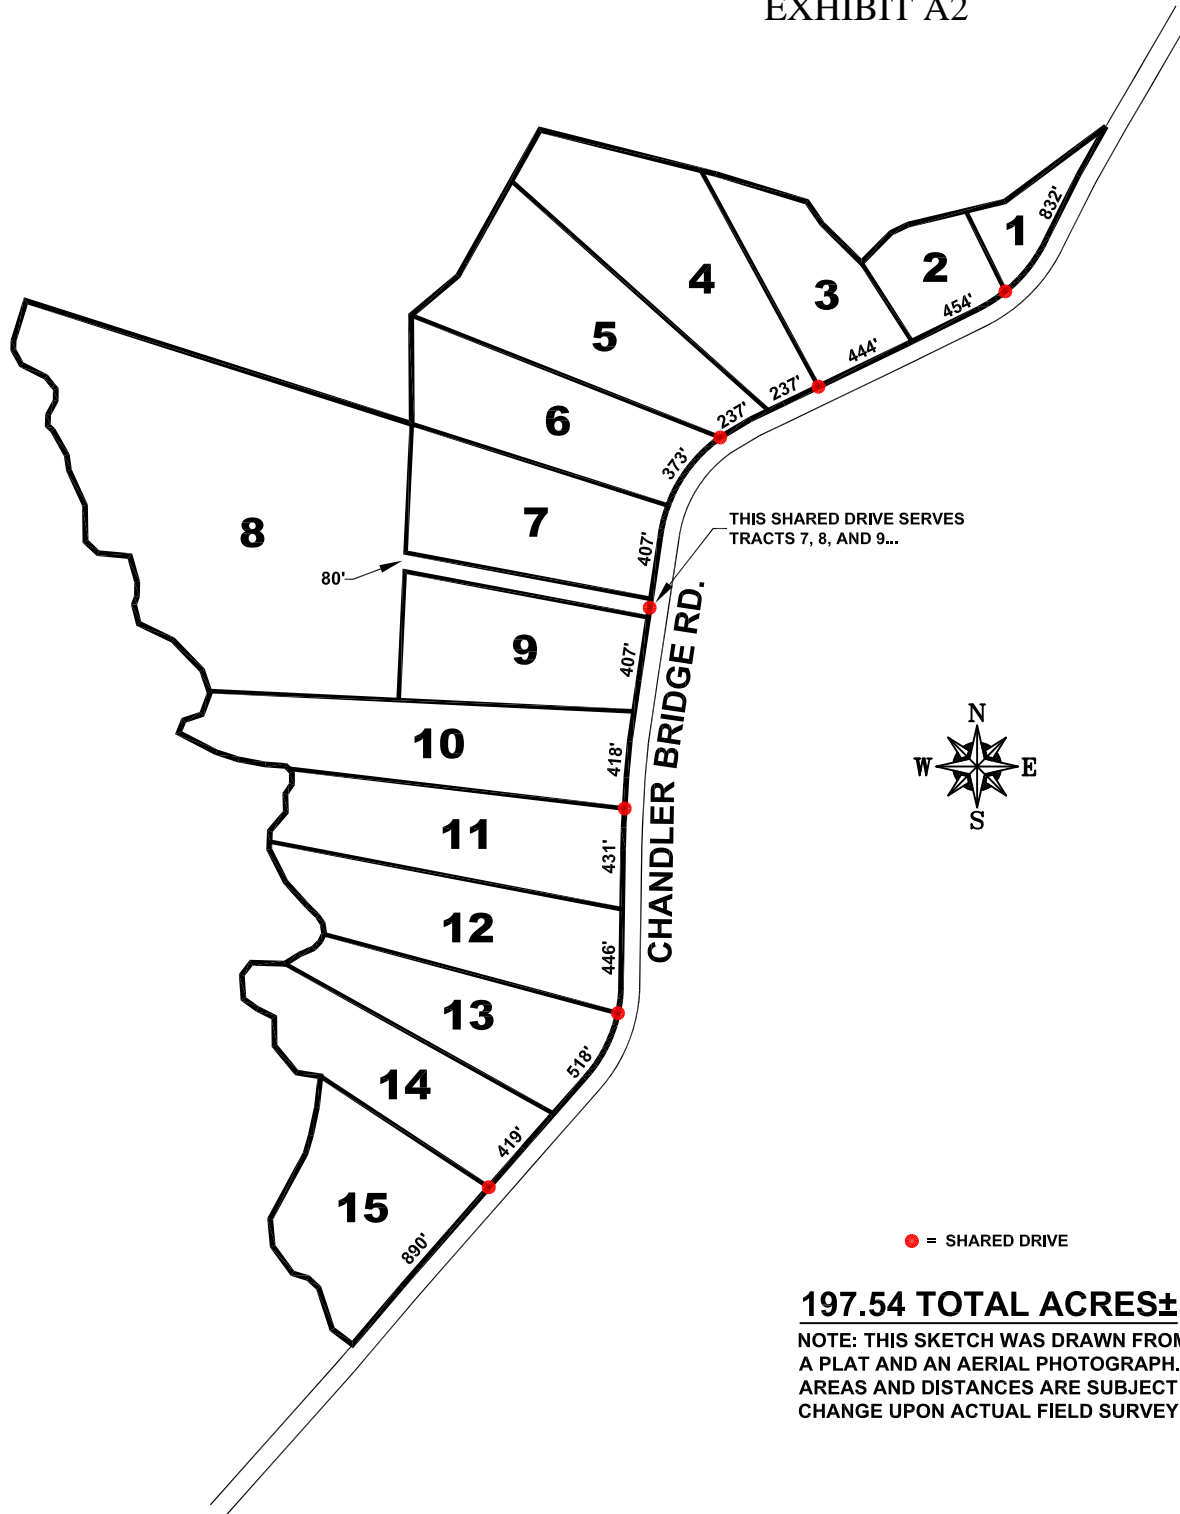 EXHIBIT A2
1
832'
2
454'
3
444'
4
237'
5
237'
6
373'
7
407'
THIS SHARED DRIVE SERVES
TRACTS 7, 8, AND 9...
8
80'
9
407'
CHANDLER BRIDGE RD.
10
418'
11
431'
12
446'
13
518'
14
419'
15
890'
N
W E
S
= SHARED DRIVE
197.54 TOTAL ACRES±
NOTE: THIS SKETCH WAS DRAWN FROM
A PLAT AND AN AERIAL PHOTOGRAPH.
AREAS AND DISTANCES ARE SUBJECT
CHANGE UPON ACTUAL FIELD SURVEY